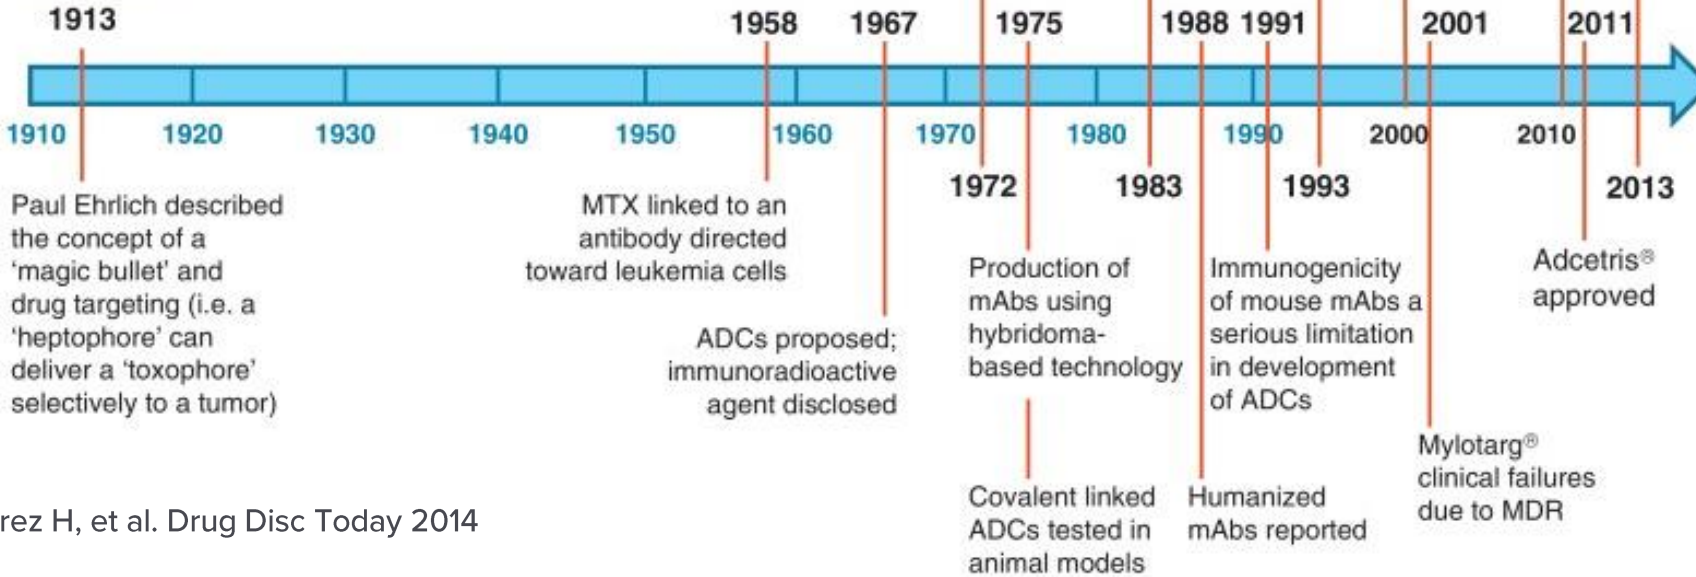 1913
1958
1967
1975
1988
1991
2001
2011
1910
1920
1930
1940
1950
1960
1970
1980
1990
2000
2010
1972
1983
1993
2013
Paul Ehrlich described
the concept of a
‘magic bullet’ and
drug targeting (i.e. a
‘heptophore’ can
deliver a ‘toxophore’
selectively to a tumor)
MTX linked to an
antibody directed
toward leukemia cells
ADCs proposed;
immunoradioactive
agent disclosed
Production of
mAbs using
hybridoma-
based technology
Covalent linked
ADCs tested in
animal models
Humanized
mAbs reported
Immunogenicity
of mouse mAbs a
serious limitation
in development
of ADCs
Mylotarg®
clinical failures
due to MDR
Adcetris®
approved
rez H, et al. Drug Disc Today 2014